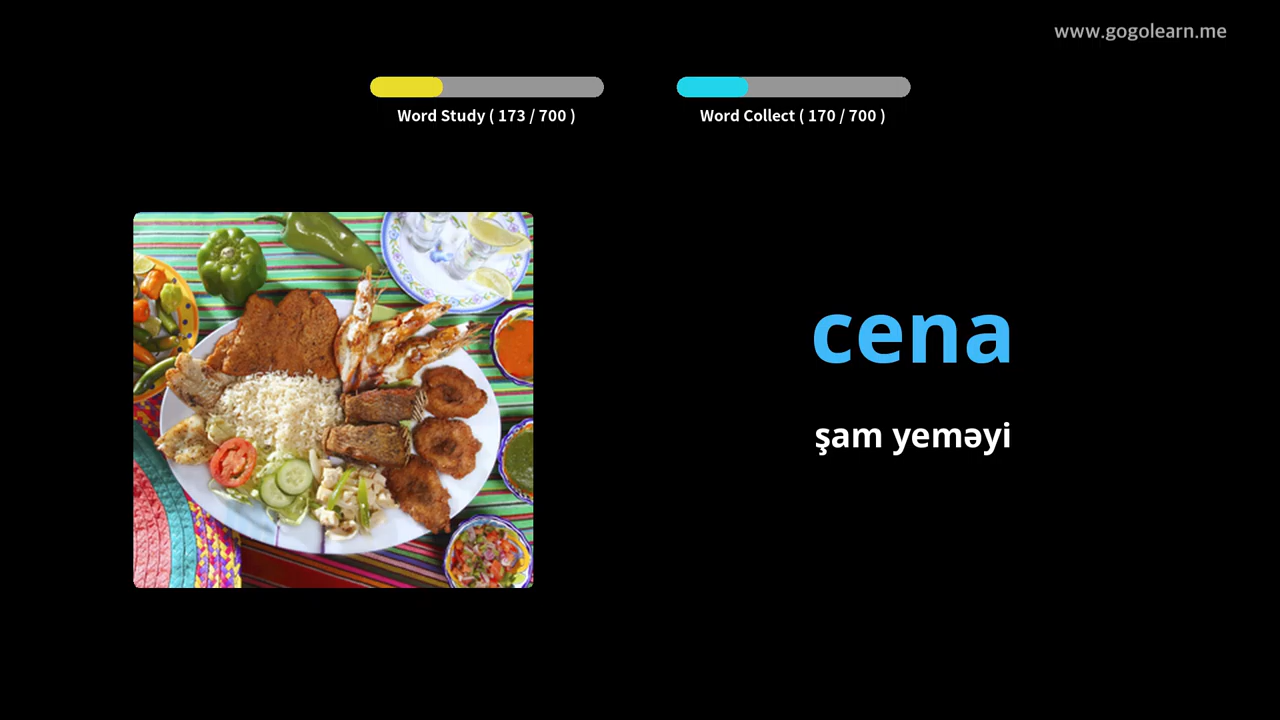 www.gogolearn.me
Word Study ( 173 / 700 )
Word Collect ( 170 / 700 )
cena
şam yeməyi